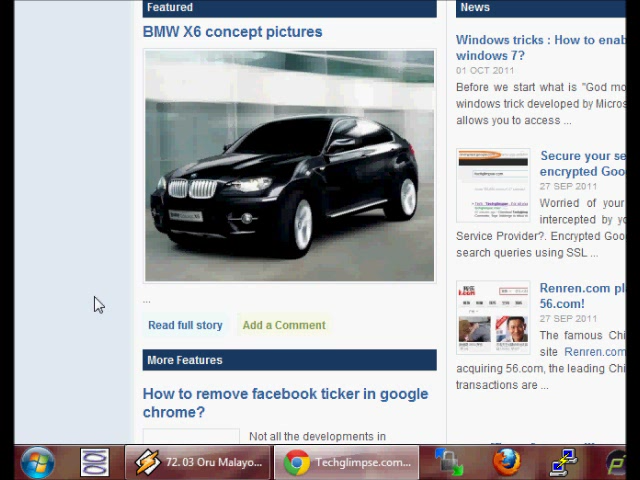 Featured
BMW X6 concept pictures
...
Read full story
Add a Comment
More Features
How to remove facebook ticker in google
chrome?
Not all the developments in
News
Windows tricks : How to enab
windows 7?
01 OCT 2011
Before we start what is "God mo
windows trick developed by Micros
allows you to access ...
Secure your se
encrypted Goo
27 SEP 2011
Worried of your
intercepted by yo
Service Provider?. Encrypted Goo
search queries using SSL ...
Renren.com pl
56.com!
27 SEP 2011
The famous Chi
site Renren.com
acquiring 56.com, the leading Chi
transactions are ...
72. 03 Oru Malayo...
Techglimpse.com...